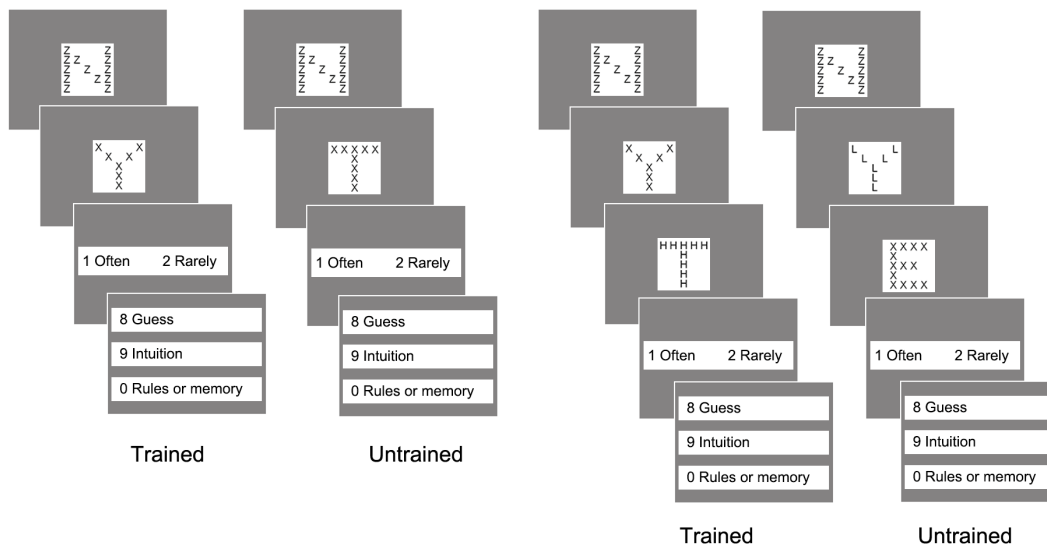 Z Z
Z Z Z
Z Z Z
Z Z Z
Z Z
X X
X X
X
X
X
1 Often 2 Rarely
8 Guess
9 Intuition
0 Rules or memory
Trained
Z Z
Z Z Z
Z Z Z
Z Z Z
Z Z
X X X X X
X
X
X
X
1 Often 2 Rarely
8 Guess
9 Intuition
0 Rules or memory
Untrained
Z Z
Z Z Z
Z Z Z
Z Z Z
Z Z
X X
X X
X
X
X
H H H H H
H
H
H
H
1 Often 2 Rarely
8 Guess
9 Intuition
0 Rules or memory
Trained
Z Z
Z Z Z
Z Z Z
Z Z Z
Z Z
L L
L L
L
L
L
X X X X
X
X X X
X
X X X X
1 Often 2 Rarely
8 Guess
9 Intuition
0 Rules or memory
Untrained